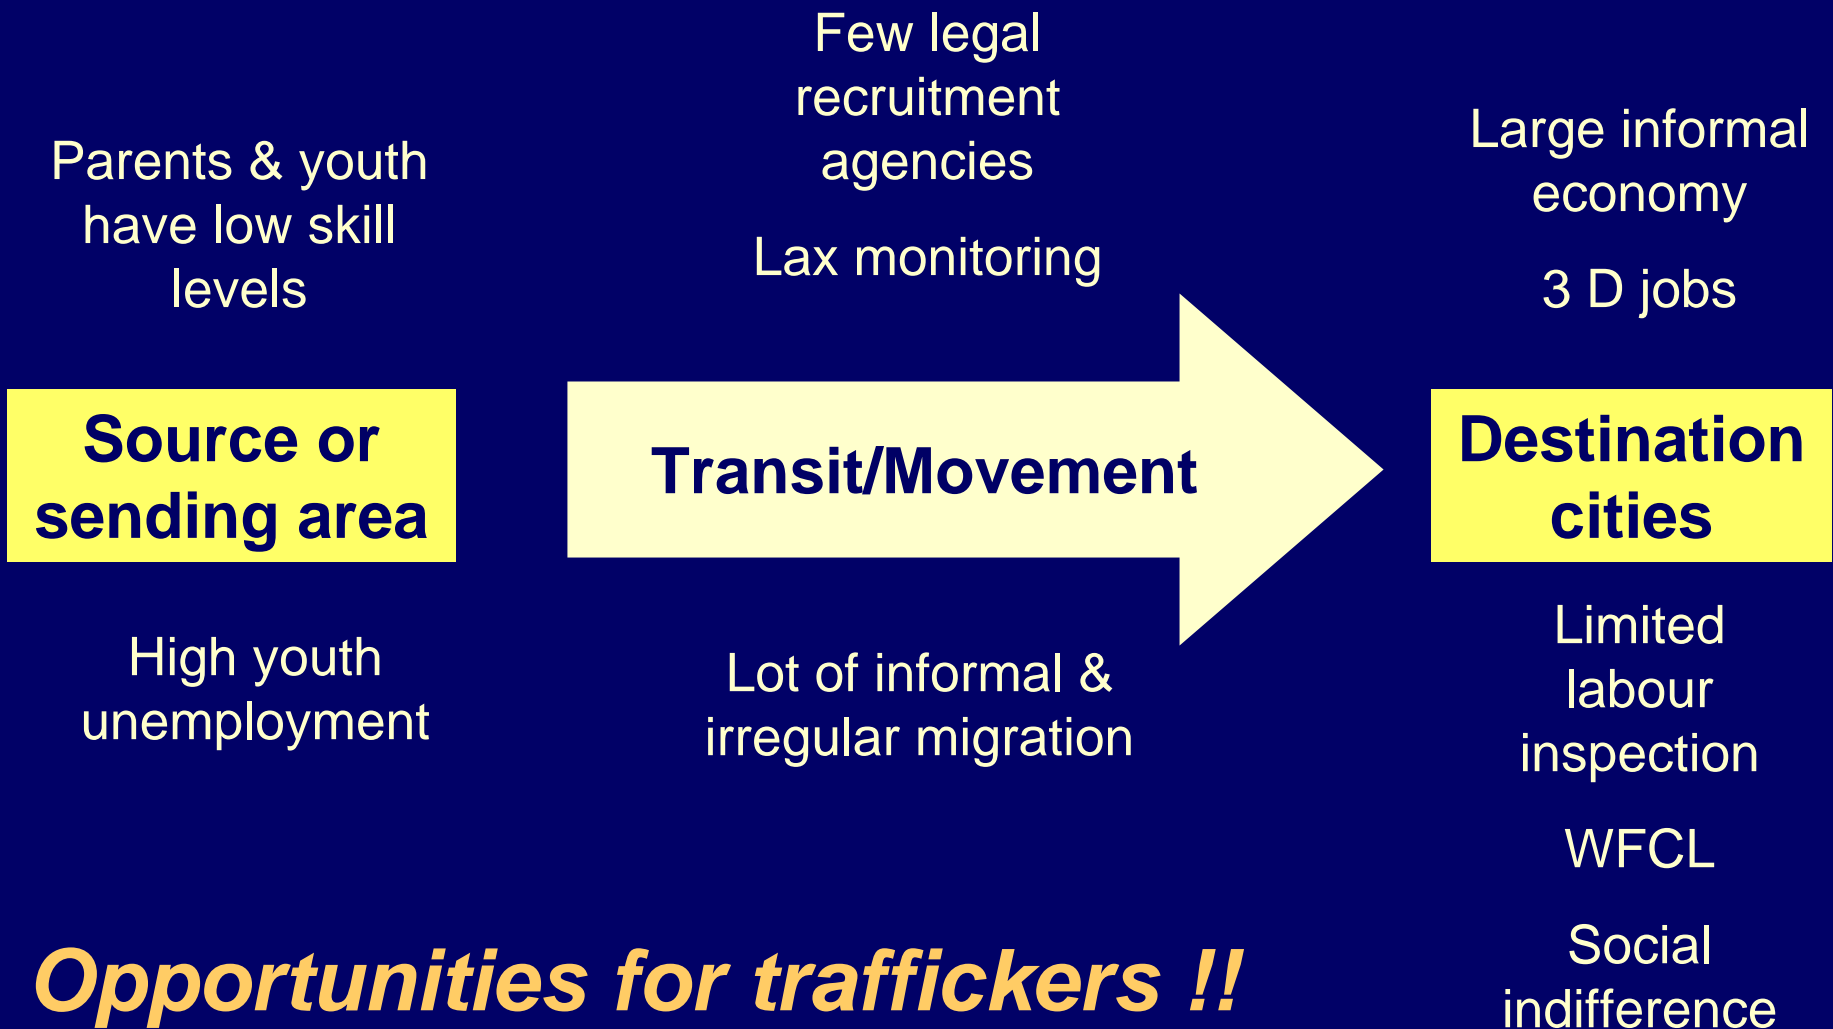 Parents & youth
have low skill
levels
Source or
sending area
High youth
unemployment
Few legal
recruitment
agencies
Lax monitoring
Transit/Movement
Lot of informal &
irregular migration
Large informal
economy
3 D jobs
Destination
cities
Limited
labour
inspection
WFCL
Social
indifference
Opportunities for traffickers !!